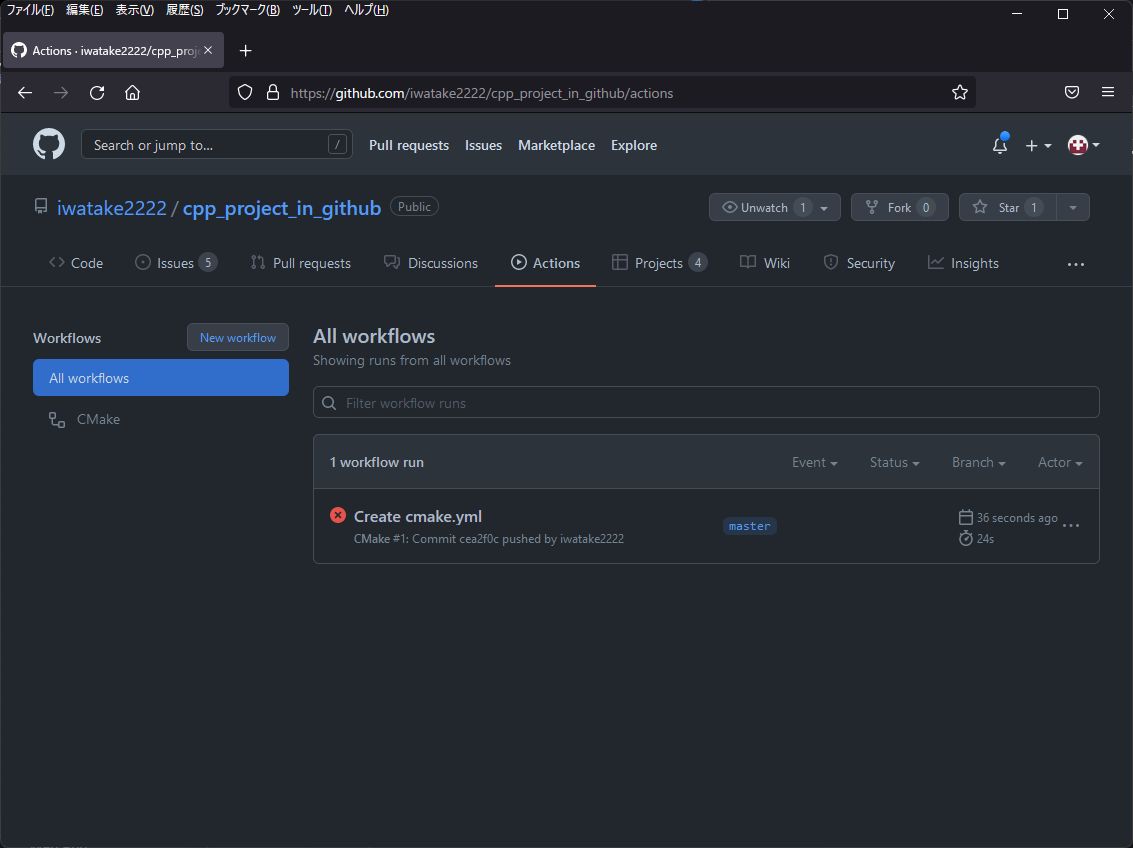 ファイル(F) 編集(E) 表示(V) 履歴(S) ブックマーク(B) ツール(T) ヘルプ(H)
Actions · iwatake2222/cpp_proj
https://github.com/iwatake2222/cpp_project_in_github/actions
Search or jump to... / Pull requests Issues Marketplace Explore
iwatake2222 / cpp_project_in_github Public Unwatch 1 Fork 0 Star 1
Code Issues 5 Pull requests Discussions Actions Projects 4 Wiki Security Insights ...
Workflows New workflow
All workflows
CMake
All workflows
Showing runs from all workflows
Filter workflow runs
1 workflow run Event Status Branch Actor
Create cmake.yml master 36 seconds ago ...
CMake #1: Commit cea2f0c pushed by iwatake2222 24s